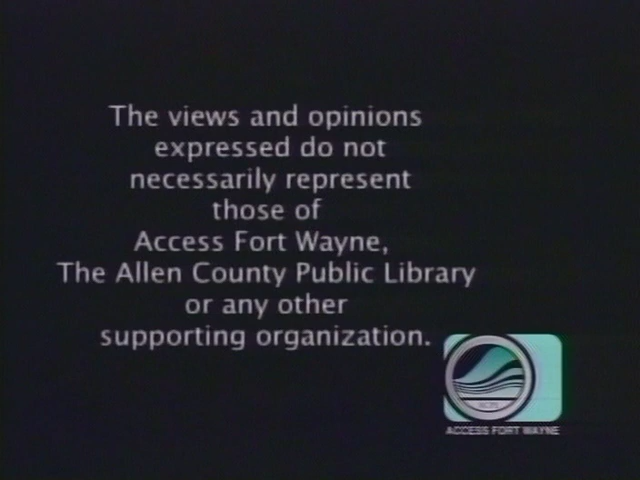 The views and opinions
expressed do not
necessarily represent
those of
Access Fort Wayne,
The Allen County Public Library
or any other
supporting organization.
ACCESS FORT WAYNE